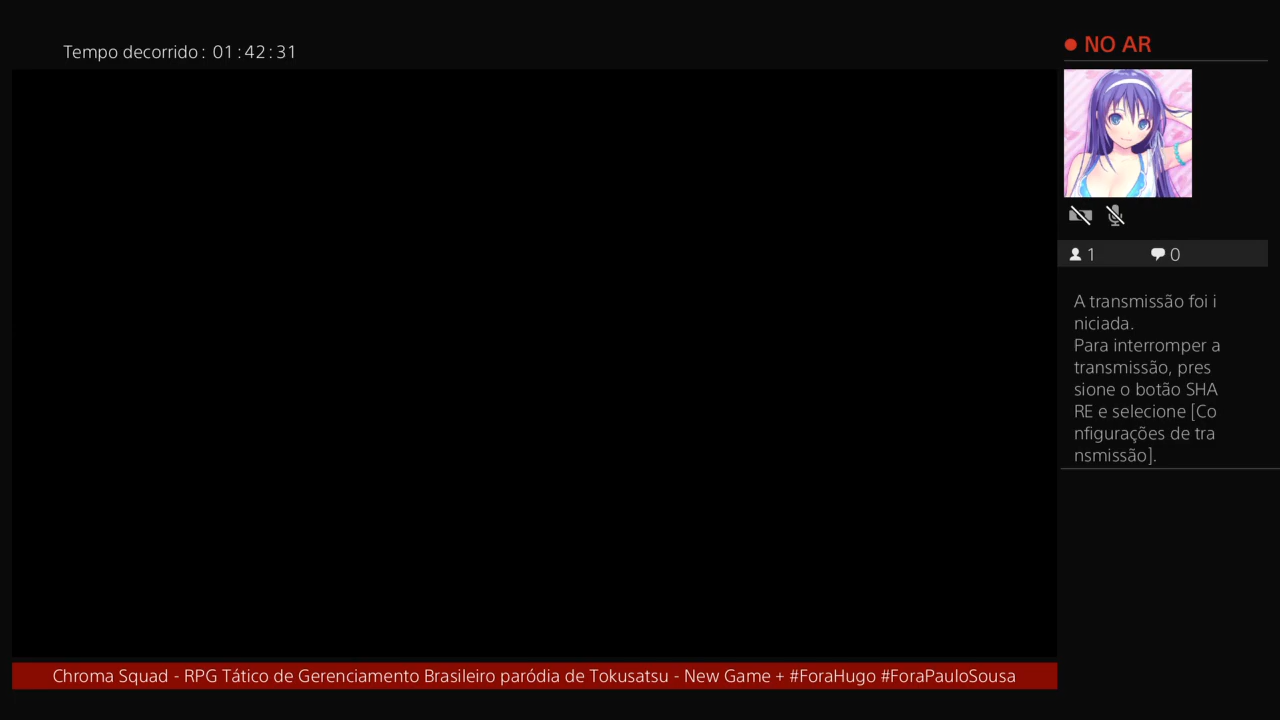 Tempo decorrido: 01:42:31
NO AR
1
0
A transmissão foi i
niciada.
Para interromper a
transmissão, pres
sione o botão SHA
RE e selecione [Co
nfigurações de tra
nsmissão].
Chroma Squad - RPG Tático de Gerenciamento Brasileiro paródia de Tokusatsu - New Game + #ForaHugo #ForaPauloSousa